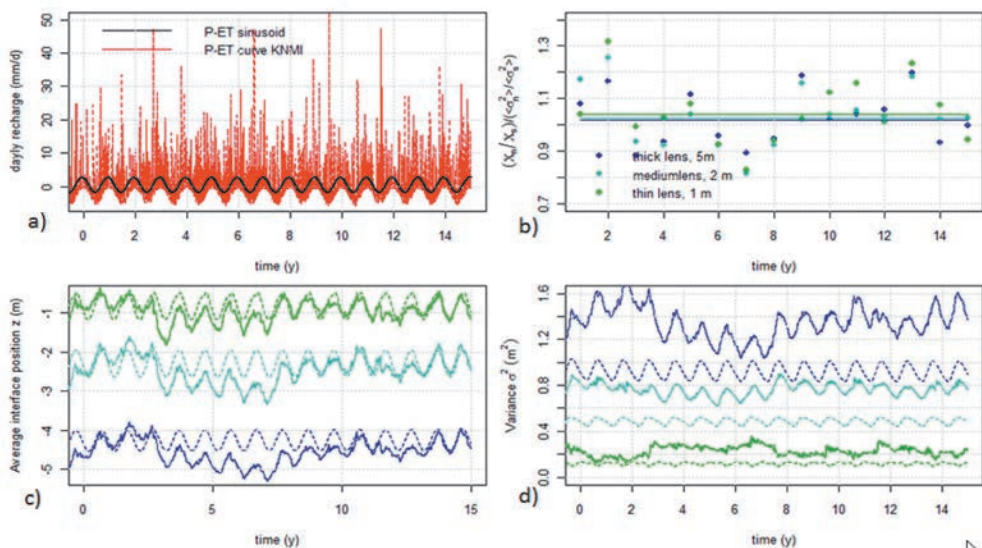 dayly recharge (mm/d)
50
40
30
20
10
0
P-ET sinusoid
P-ET curve KNMI
0 2 4 6 8 10 12 14
time (y)
a)
(Xₙ/Xₙ)/(<σ²ₙ>/<σ²ₙ>)
1.3
1.1
0.9
0.7
thick lens, 5m
mediumlens, 2 m
thin lens, 1 m
2 4 6 8 10 12 14
time (y)
b)
Average interface position z (m)
-1
-2
-3
-4
-5
0 5 10 15
time (y)
c)
Variance σ² (m²)
1.6
1.2
0.8
0.4
0.0
0 2 4 6 8 10 12 14
time (y)
d)